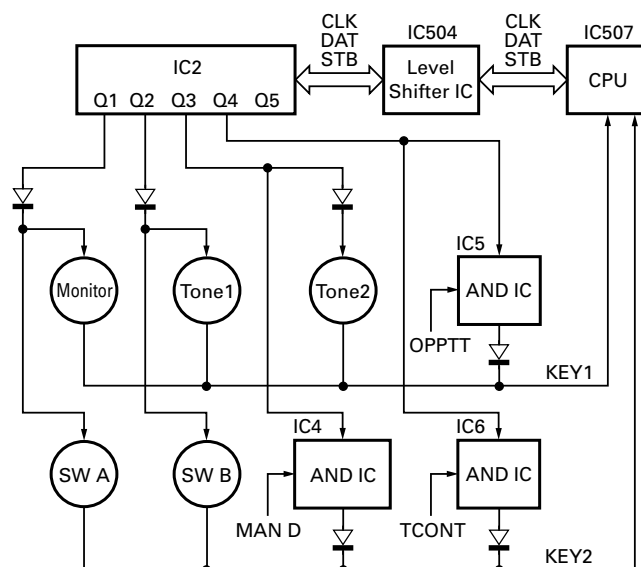 CLK
DAT
STB
IC504
CLK
DAT
STB
IC507
IC2
Level
Shifter IC
CPU
Q1 Q2 Q3 Q4 Q5
IC5
Monitor
Tone1
Tone2
AND IC
OPPTT
KEY1
IC4
IC6
SW A
SW B
AND IC
AND IC
MAN D
TCONT
KEY2